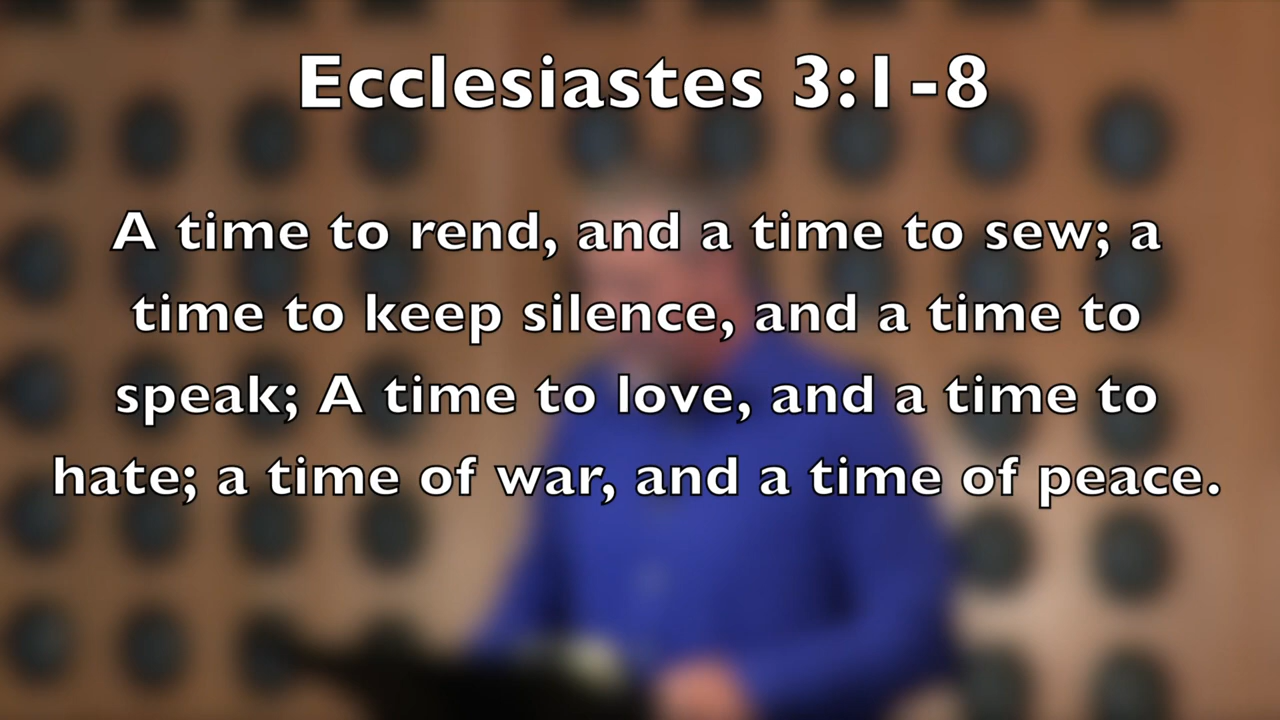 Ecclesiastes 3:1-8
A time to rend, and a time to sew; a
time to keep silence, and a time to
speak; A time to love, and a time to
hate; a time of war, and a time of peace.